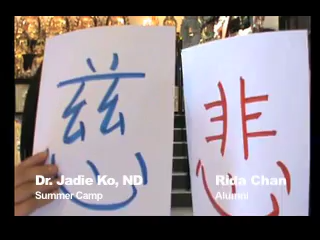 慈
悲
Dr. Jadie Ko, ND
Summer Camp
Rida Chan
Alumni